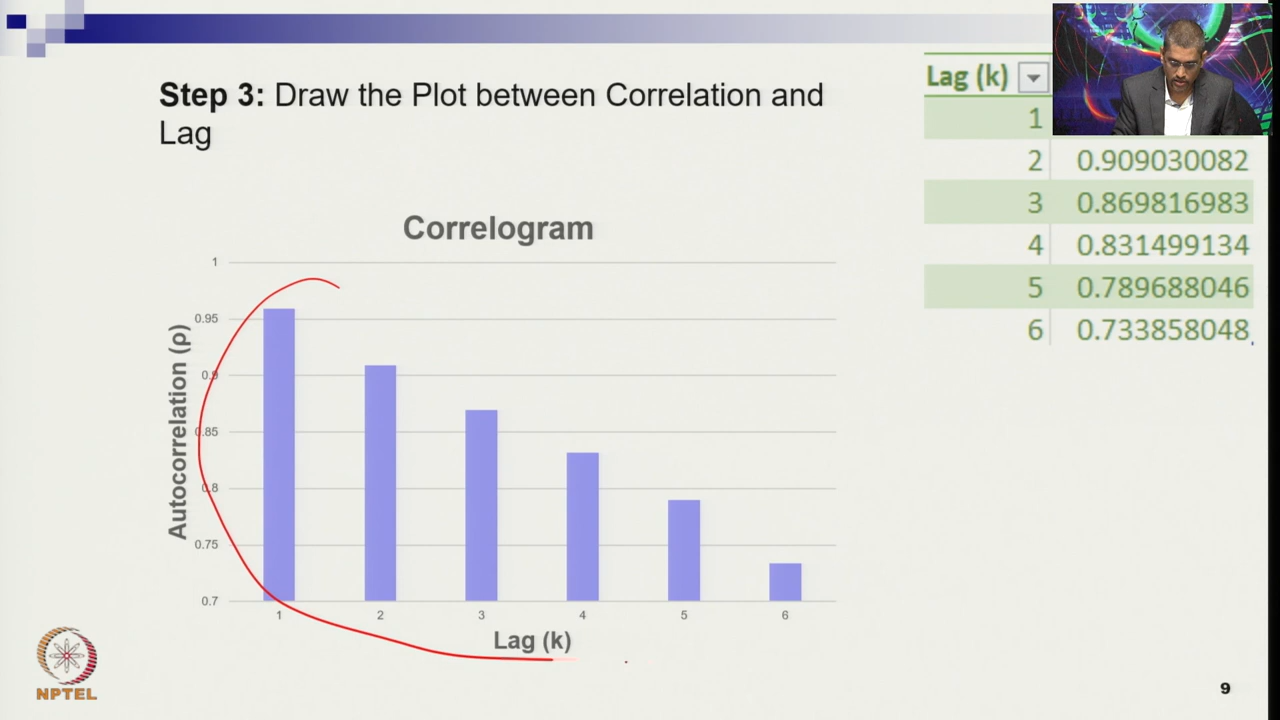 Step 3: Draw the Plot between Correlation and
Lag
Lag (k)
1
2 0.909030082
3 0.869816983
4 0.831499134
5 0.789688046
6 0.733858048
Correlogram
Autocorrelation (ρ)
1
0.95
0.9
0.85
0.8
0.75
0.7
1 2 3 4 5 6
Lag (k)
NPTEL
9